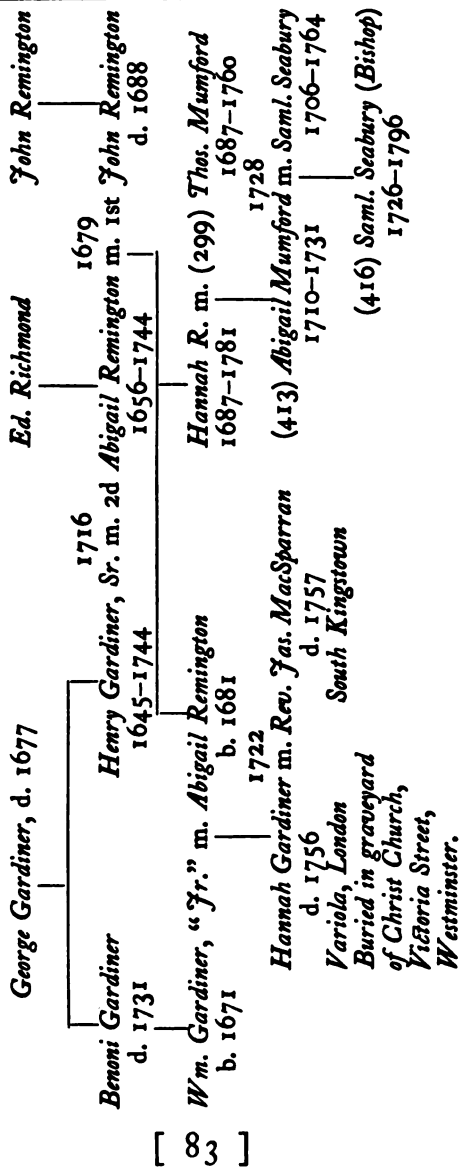 George Gardiner, d. 1677
Ed. Richmond
John Remington
1716
1679
Benoni Gardiner
Henry Gardiner, Sr. m. 2d Abigail Remington m. 1st John Remington
d. 1731
1645–1744
1656–1744
d. 1688
Wm. Gardiner, “Jr.” m. Abigail Remington
Hannah R. m. (299) Thos. Mumford
b. 1671
b. 1681
1687–1781
1687–1760
1722
1728
Hannah Gardiner m. Rev. Jas. MacSparran
(413) Abigail Mumford m. Saml. Seabury
d. 1756
d. 1757
1710–1731
1706–1764
Variola, London
South Kingstown
Buried in graveyard
(416) Saml. Seabury (Bishop)
of Christ Church,
1726–1796
Victoria Street,
Westminster.
[ 83 ]